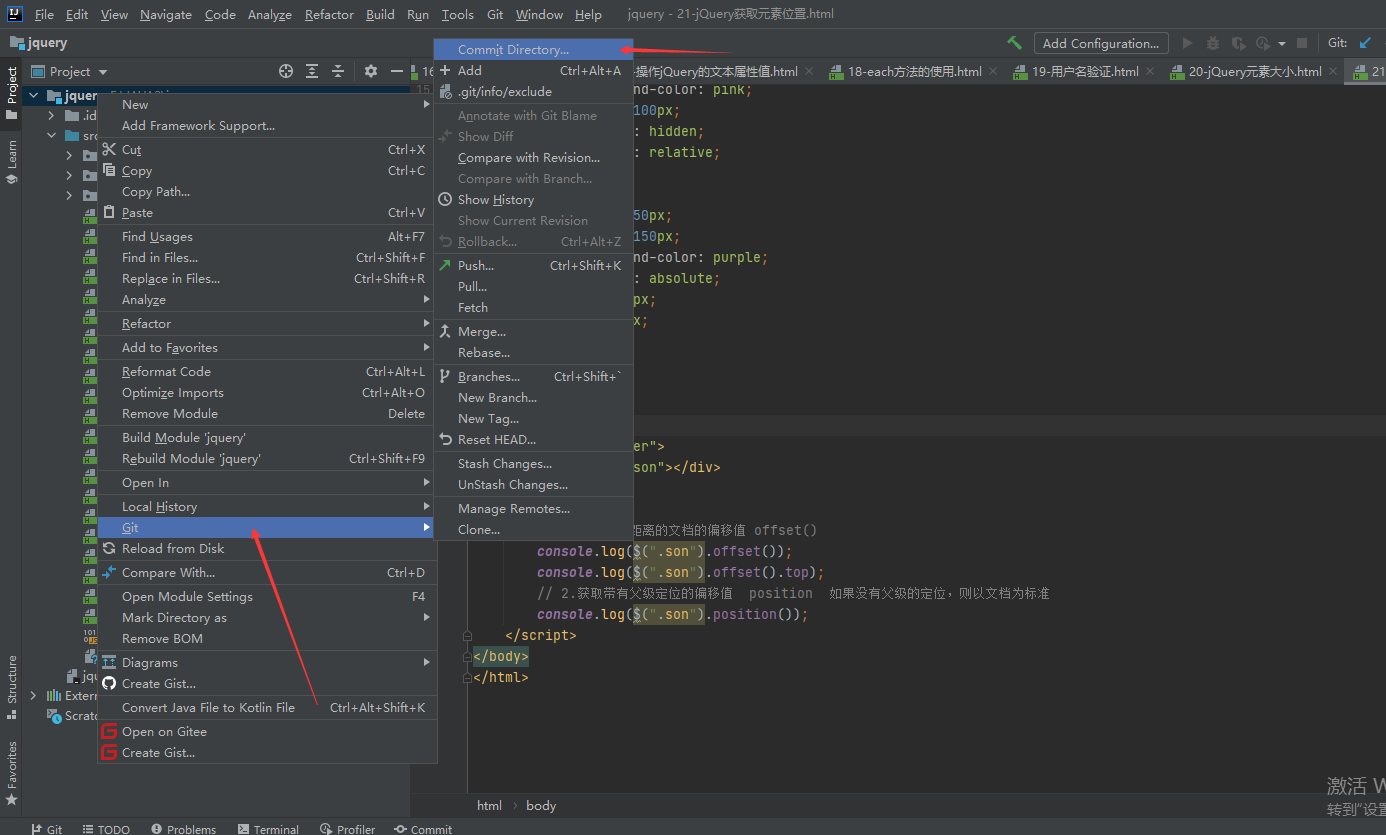 File Edit View Navigate Code Analyze Refactor Build Run Tools Git Window Help jquery - 21-jQuery获取元素位置.html
jquery
Add Configuration...
Git:
Project
Project
Learn
Structure
Favorites
16
-操作jQuery的文本属性值.html
18-each方法的使用.html
19-用户名验证.html
20-jQuery元素大小.html
21
jquer
.id
src
jqu
Extern
Scratc
New
Add Framework Support...
Cut Ctrl+X
Copy Ctrl+C
Copy Path...
Paste Ctrl+V
Find Usages Alt+F7
Find in Files... Ctrl+Shift+F
Replace in Files... Ctrl+Shift+R
Analyze
Refactor
Add to Favorites
Reformat Code Ctrl+Alt+L
Optimize Imports Ctrl+Alt+O
Remove Module Delete
Build Module 'jquery'
Rebuild Module 'jquery' Ctrl+Shift+F9
Open In
Local History
Git
Reload from Disk
Compare With... Ctrl+D
Open Module Settings F4
Mark Directory as
Remove BOM
Diagrams
Create Gist...
Convert Java File to Kotlin File Ctrl+Alt+Shift+K
Open on Gitee
Create Gist...
Commit Directory...
Add Ctrl+Alt+A
.git/info/exclude
Annotate with Git Blame
Show Diff
Compare with Revision...
Compare with Branch...
Show History
Show Current Revision
Rollback... Ctrl+Alt+Z
Push... Ctrl+Shift+K
Pull...
Fetch
Merge...
Rebase...
Branches... Ctrl+Shift+`
New Branch...
New Tag...
Reset HEAD...
Stash Changes...
UnStash Changes...
Manage Remotes...
Clone...
15
nd-color: pink;
100px;
: hidden;
: relative;
50px;
150px;
nd-color: purple;
: absolute;
px;
x;
er">
son"></div>
距离的文档的偏移值 offset()
console.log($(".son").offset());
console.log($(".son").offset().top);
// 2.获取带有父级定位的偏移值 position 如果没有父级的定位，则以文档为标准
console.log($(".son").position());
</script>
</body>
</html>
html › body
激活 W
转到"设置
Git TODO Problems Terminal Profiler Commit